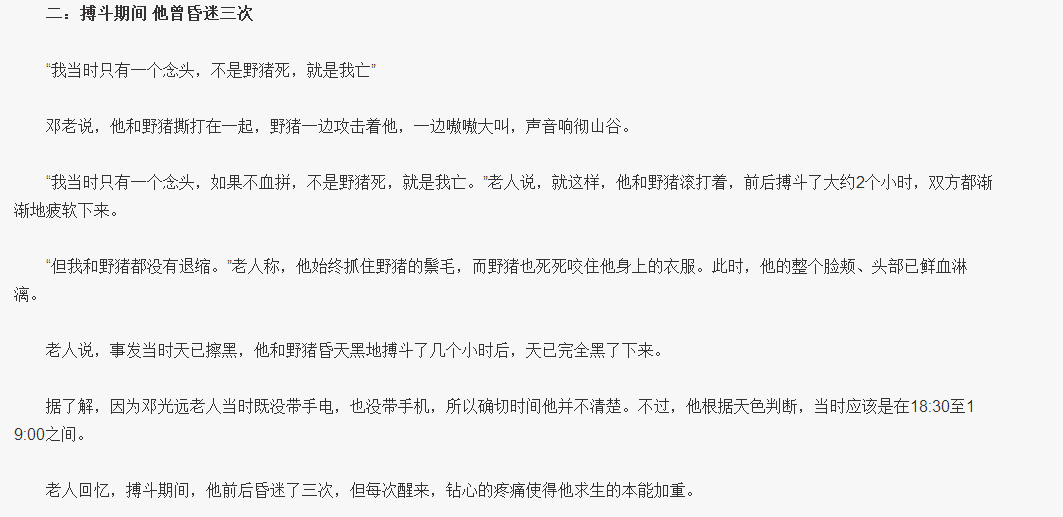 二：搏斗期间 他曾昏迷三次
“我当时只有一个念头，不是野猪死，就是我亡”
邓老说，他和野猪撕打在一起，野猪一边攻击着他，一边嗷嗷大叫，声音响彻山谷。
“我当时只有一个念头，如果不血拼，不是野猪死，就是我亡。”老人说，就这样，他和野猪滚打着，前后搏斗了大约2个小时，双方都渐
渐地疲软下来。
“但我和野猪都没有退缩。”老人称，他始终抓住野猪的鬃毛，而野猪也死死咬住他身上的衣服。此时，他的整个脸颊、头部已鲜血淋
漓。
老人说，事发当时天已擦黑，他和野猪昏天黑地搏斗了几个小时后，天已完全黑了下来。
据了解，因为邓光远老人当时既没带手电，也没带手机，所以确切时间他并不清楚。不过，他根据天色判断，当时应该是在18:30至1
9:00之间。
老人回忆，搏斗期间，他前后昏迷了三次，但每次醒来，钻心的疼痛使得他求生的本能加重。